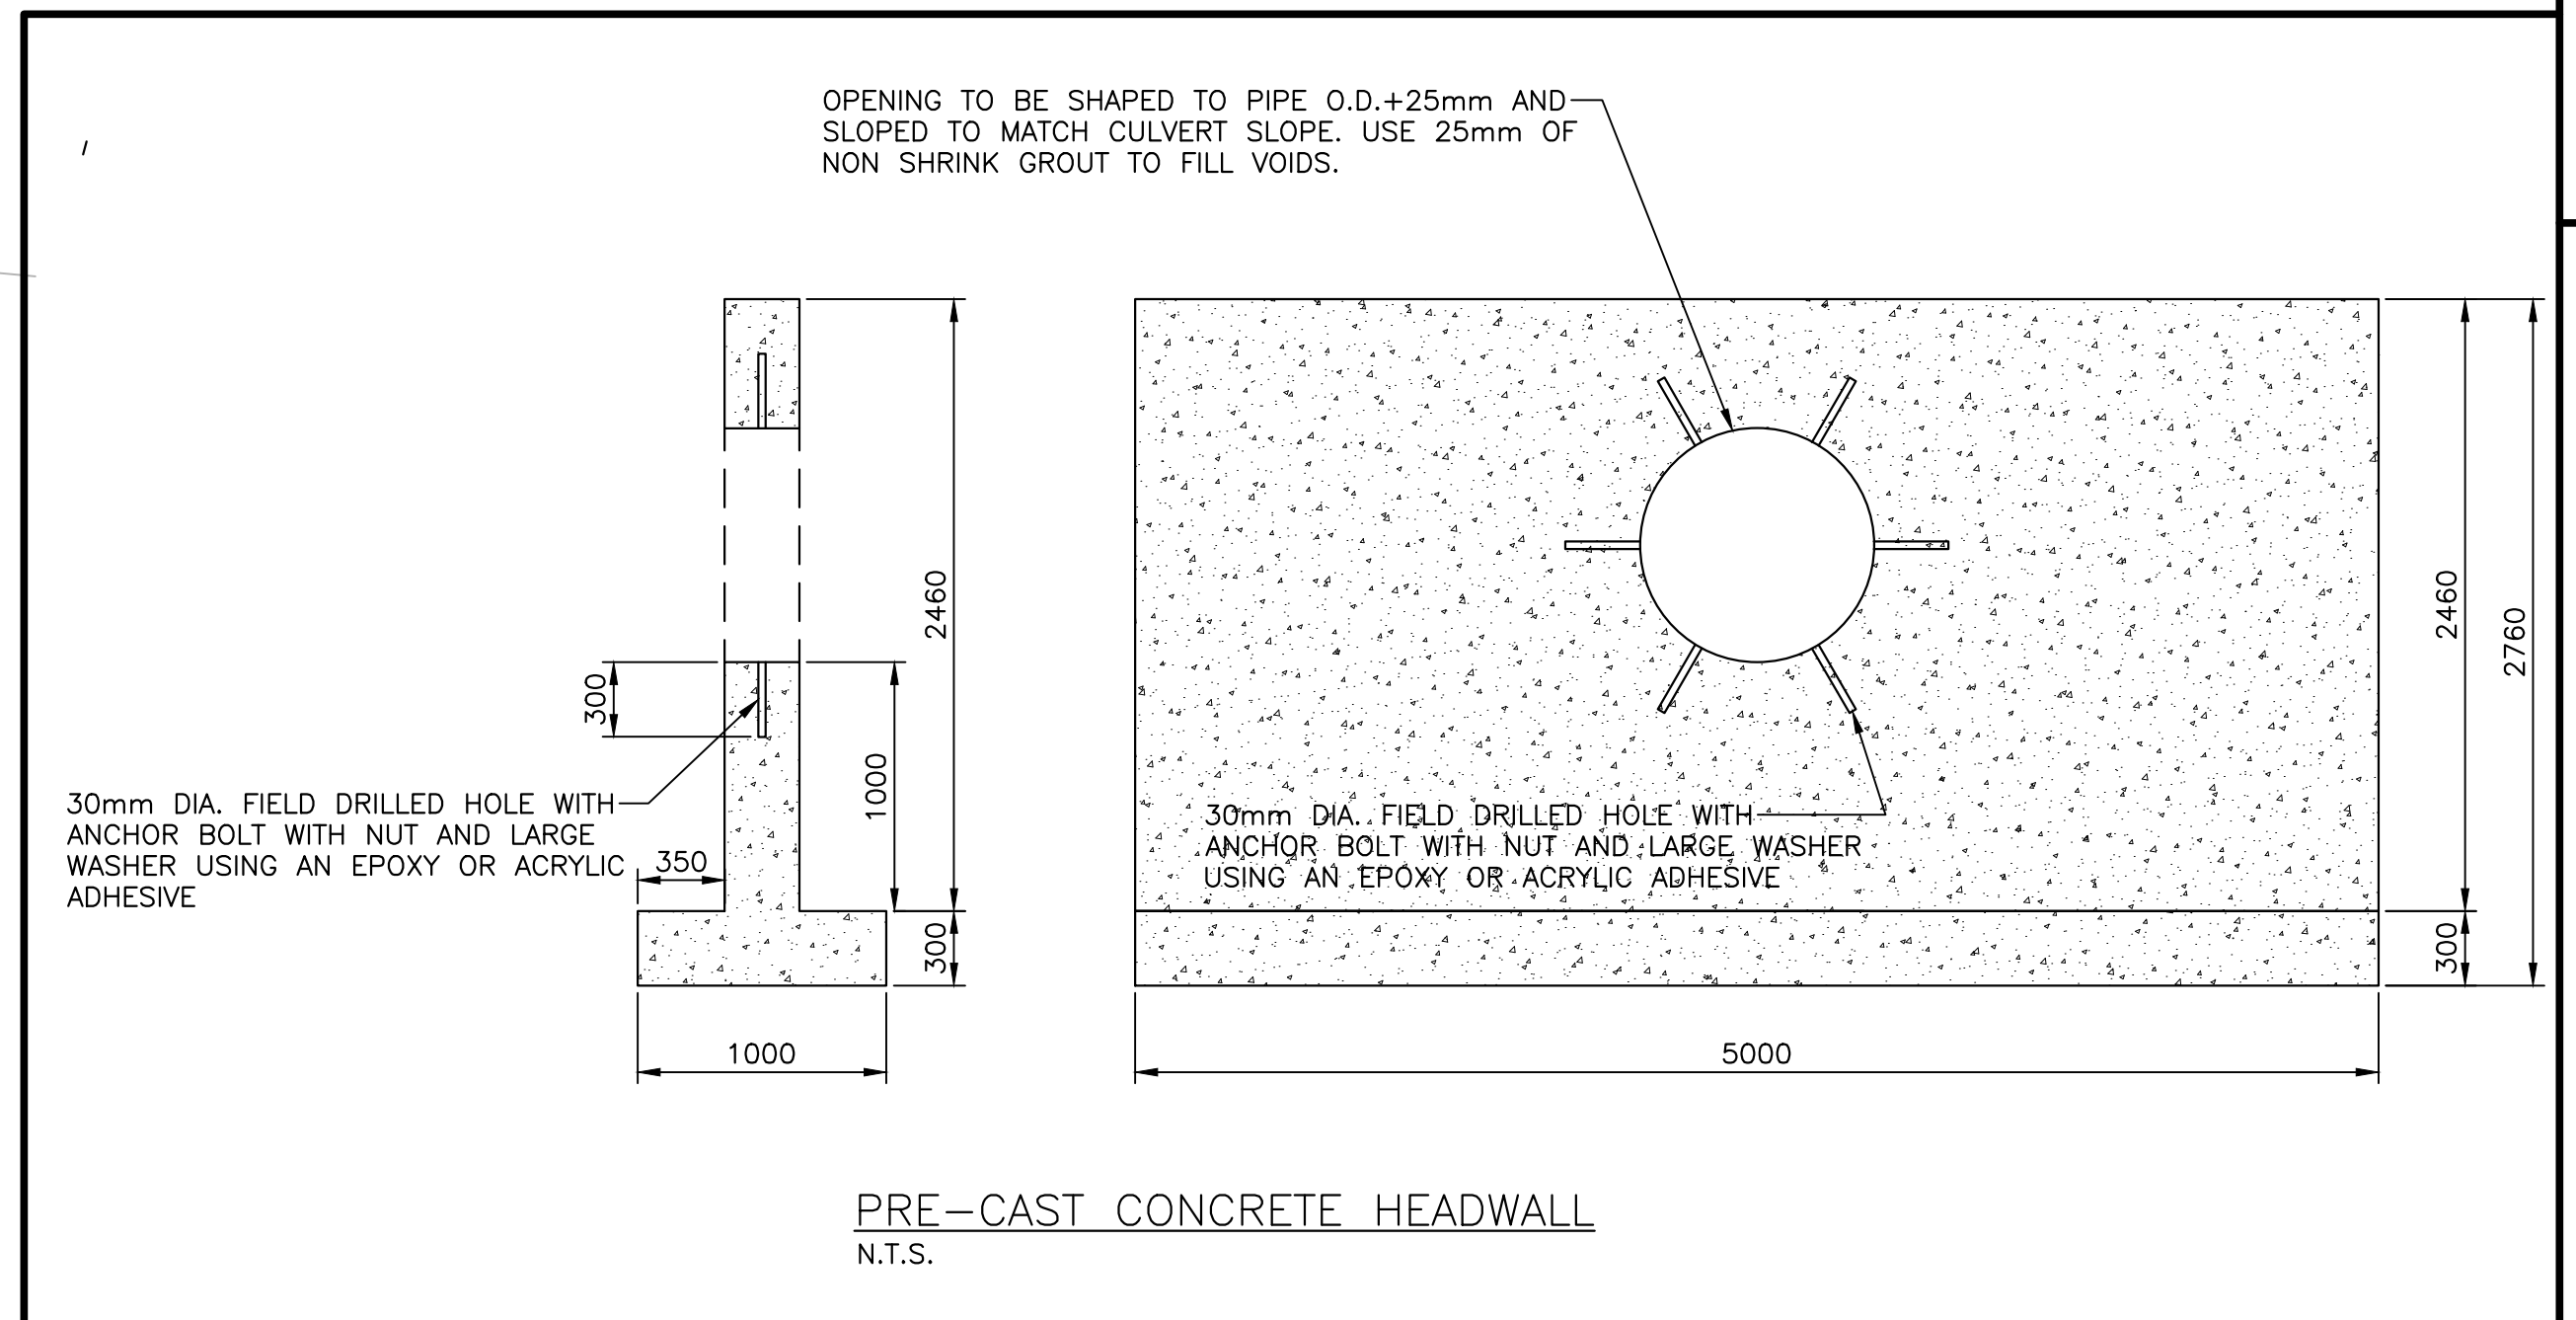 OPENING TO BE SHAPED TO PIPE O.D.+25mm AND
SLOPED TO MATCH CULVERT SLOPE. USE 25mm OF
NON SHRINK GROUT TO FILL VOIDS.
2460
300
1000
30mm DIA. FIELD DRILLED HOLE WITH
ANCHOR BOLT WITH NUT AND LARGE
WASHER USING AN EPOXY OR ACRYLIC
ADHESIVE
350
300
1000
30mm DIA. FIELD DRILLED HOLE WITH
ANCHOR BOLT WITH NUT AND LARGE WASHER
USING AN EPOXY OR ACRYLIC ADHESIVE
2460
2760
300
5000
PRE-CAST CONCRETE HEADWALL
N.T.S.